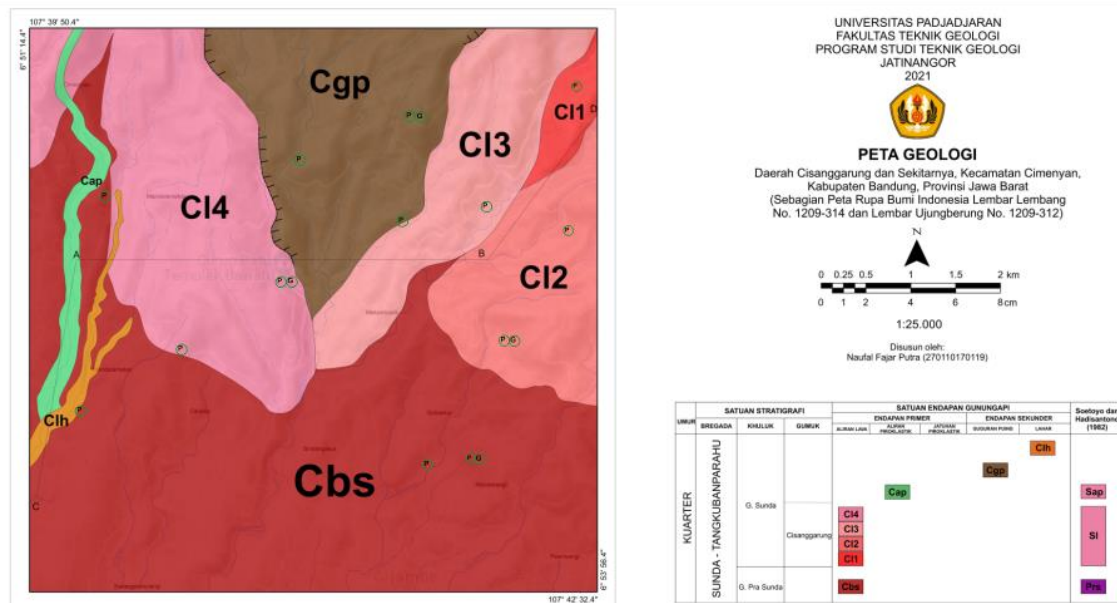 107° 39' 50.4"
6° 51' 14.4"
Cgp
Cl1
D
P
P G
Cl3
P
Cap
P
Cl4
P
P
P
A
B
P G
Cl2
P G
P
Clh
P
Cbs
P
P G
C
6° 53' 56.4"
107° 42' 32.4"
UNIVERSITAS PADJADJARAN
FAKULTAS TEKNIK GEOLOGI
PROGRAM STUDI TEKNIK GEOLOGI
JATINANGOR
2021
PETA GEOLOGI
Daerah Cisanggarung dan Sekitarnya, Kecamatan Cimenyan,
Kabupaten Bandung, Provinsi Jawa Barat
(Sebagian Peta Rupa Bumi Indonesia Lembar Lembang
No. 1209-314 dan Lembar Ujungberung No. 1209-312)
N
0 0.25 0.5 1 1.5 2 km
0 1 2 4 6 8cm
1:25.000
Disusun oleh:
Naufal Fajar Putra (270110170119)
UMUR
SATUAN STRATIGRAFI
SATUAN ENDAPAN GUNUNGAPI
Soetoyo dan
Hadisantono
(1982)
ENDAPAN PRIMER
ENDAPAN SEKUNDER
BREGADA
KHULUK
GUMUK
ALIRAN LAVA
ALIRAN
PIROKLASTIK
JATUHAN
PIROKLASTIK
GUGURAN PUING
LAHAR
KUARTER
SUNDA - TANGKUBANPARAHU
G. Sunda
Cisanggarung
G. Pra Sunda
Clh
Cgp
Cap
Sap
Cl4
Cl3
Cl2
Cl1
Sl
Cbs
Prs